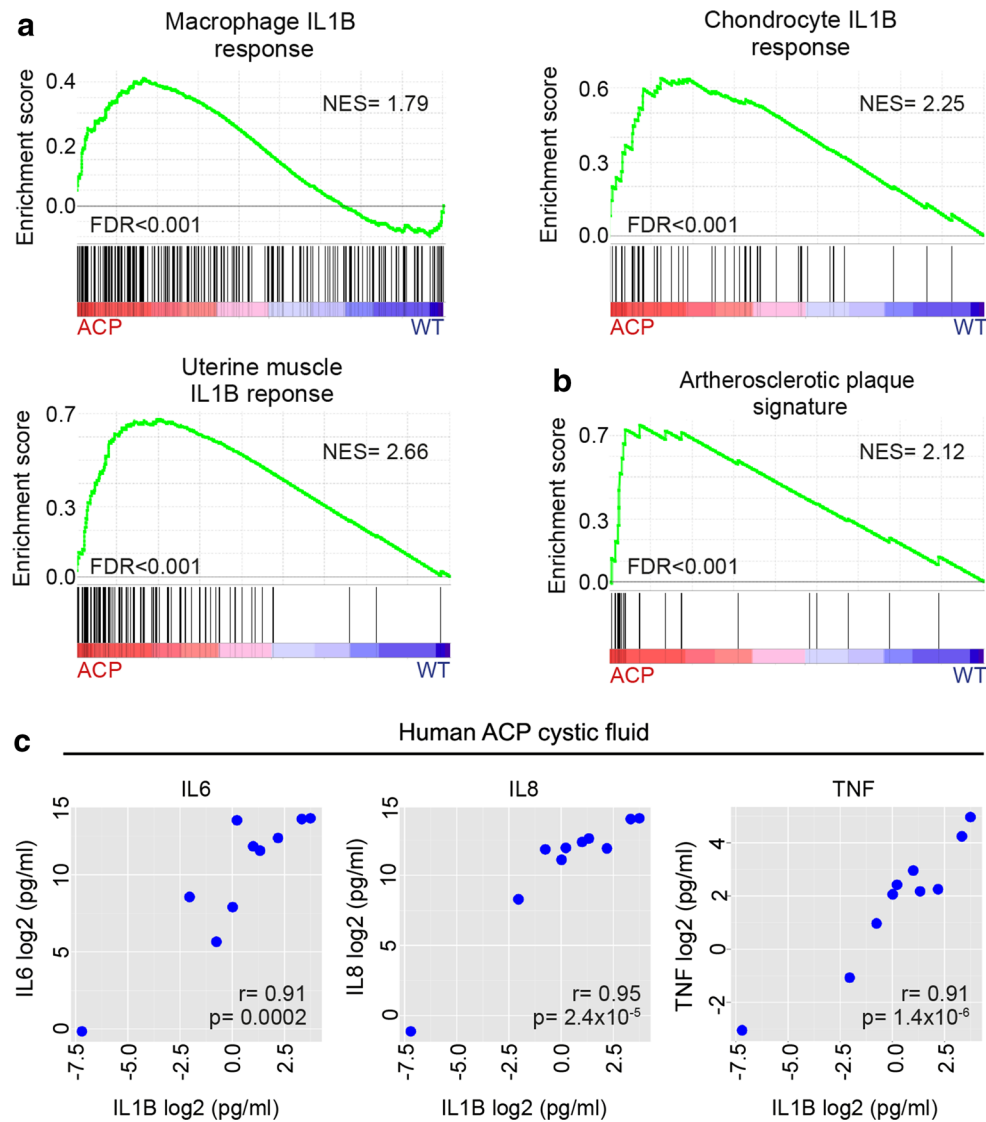 a
Macrophage IL1B
response
Enrichment score
0.4
0.2
0.0
NES= 1.79
FDR<0.001
ACP
WT
Chondrocyte IL1B
response
Enrichment score
0.6
0.3
0.0
NES= 2.25
FDR<0.001
ACP
WT
Uterine muscle
IL1B reponse
Enrichment score
0.7
0.3
0.0
NES= 2.66
FDR<0.001
ACP
WT
b
Artherosclerotic plaque
signature
Enrichment score
0.7
0.3
0.0
NES= 2.12
FDR<0.001
ACP
WT
c
Human ACP cystic fluid
IL6
IL6 log2 (pg/ml)
15
10
5
0
r= 0.91
p= 0.0002
-7.5
-5.0
-2.5
0.0
2.5
IL1B log2 (pg/ml)
IL8
IL8 log2 (pg/ml)
15
10
5
0
r= 0.95
p= 2.4x10⁻⁵
-7.5
-5.0
-2.5
0.0
2.5
IL1B log2 (pg/ml)
TNF
TNF log2 (pg/ml)
4
2
0
-2
r= 0.91
p= 1.4x10⁻⁶
-7.5
-5.0
-2.5
0.0
2.5
IL1B log2 (pg/ml)